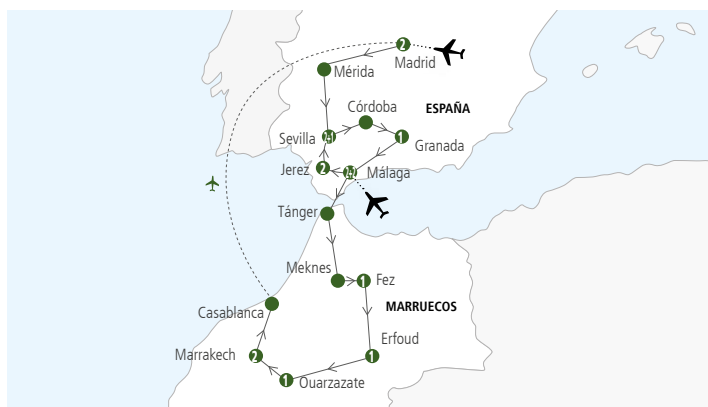 2
Madrid
Mérida
Córdoba
ESPAÑA
Sevilla
1
Granada
Jerez
2
Málaga
Tánger
Meknes
1
Fez
MARRUECOS
Casablanca
Erfoud
Marrakech
2
1
1
Ouarzazate